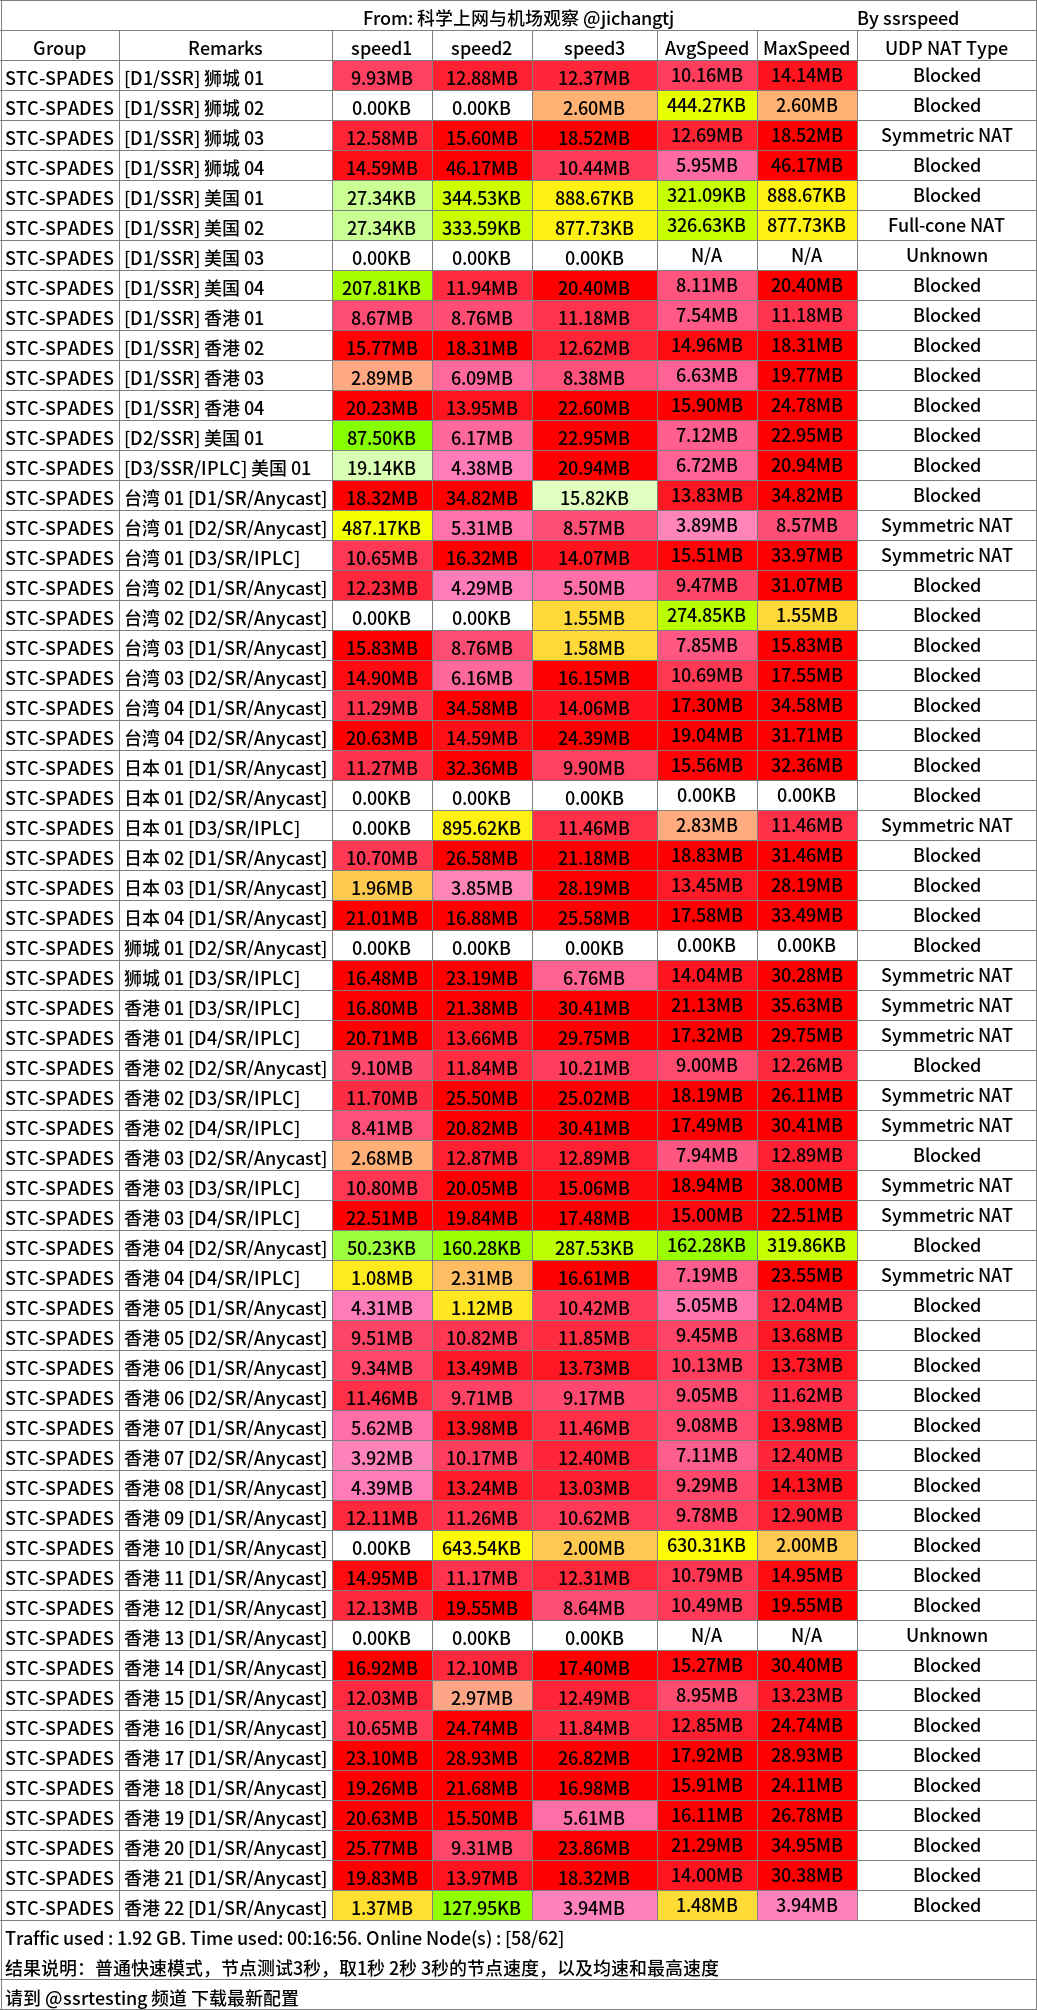 From: 科学上网与机场观察 @jichangtj By ssrspeed
Group Remarks speed1 speed2 speed3 AvgSpeed MaxSpeed UDP NAT Type
STC-SPADES [D1/SSR] 狮城 01 9.93MB 12.88MB 12.37MB 10.16MB 14.14MB Blocked
STC-SPADES [D1/SSR] 狮城 02 0.00KB 0.00KB 2.60MB 444.27KB 2.60MB Blocked
STC-SPADES [D1/SSR] 狮城 03 12.58MB 15.60MB 18.52MB 12.69MB 18.52MB Symmetric NAT
STC-SPADES [D1/SSR] 狮城 04 14.59MB 46.17MB 10.44MB 5.95MB 46.17MB Blocked
STC-SPADES [D1/SSR] 美国 01 27.34KB 344.53KB 888.67KB 321.09KB 888.67KB Blocked
STC-SPADES [D1/SSR] 美国 02 27.34KB 333.59KB 877.73KB 326.63KB 877.73KB Full-cone NAT
STC-SPADES [D1/SSR] 美国 03 0.00KB 0.00KB 0.00KB N/A N/A Unknown
STC-SPADES [D1/SSR] 美国 04 207.81KB 11.94MB 20.40MB 8.11MB 20.40MB Blocked
STC-SPADES [D1/SSR] 香港 01 8.67MB 8.76MB 11.18MB 7.54MB 11.18MB Blocked
STC-SPADES [D1/SSR] 香港 02 15.77MB 18.31MB 12.62MB 14.96MB 18.31MB Blocked
STC-SPADES [D1/SSR] 香港 03 2.89MB 6.09MB 8.38MB 6.63MB 19.77MB Blocked
STC-SPADES [D1/SSR] 香港 04 20.23MB 13.95MB 22.60MB 15.90MB 24.78MB Blocked
STC-SPADES [D2/SSR] 美国 01 87.50KB 6.17MB 22.95MB 7.12MB 22.95MB Blocked
STC-SPADES [D3/SSR/IPLC] 美国 01 19.14KB 4.38MB 20.94MB 6.72MB 20.94MB Blocked
STC-SPADES 台湾 01 [D1/SR/Anycast] 18.32MB 34.82MB 15.82KB 13.83MB 34.82MB Blocked
STC-SPADES 台湾 01 [D2/SR/Anycast] 487.17KB 5.31MB 8.57MB 3.89MB 8.57MB Symmetric NAT
STC-SPADES 台湾 01 [D3/SR/IPLC] 10.65MB 16.32MB 14.07MB 15.51MB 33.97MB Symmetric NAT
STC-SPADES 台湾 02 [D1/SR/Anycast] 12.23MB 4.29MB 5.50MB 9.47MB 31.07MB Blocked
STC-SPADES 台湾 02 [D2/SR/Anycast] 0.00KB 0.00KB 1.55MB 274.85KB 1.55MB Blocked
STC-SPADES 台湾 03 [D1/SR/Anycast] 15.83MB 8.76MB 1.58MB 7.85MB 15.83MB Blocked
STC-SPADES 台湾 03 [D2/SR/Anycast] 14.90MB 6.16MB 16.15MB 10.69MB 17.55MB Blocked
STC-SPADES 台湾 04 [D1/SR/Anycast] 11.29MB 34.58MB 14.06MB 17.30MB 34.58MB Blocked
STC-SPADES 台湾 04 [D2/SR/Anycast] 20.63MB 14.59MB 24.39MB 19.04MB 31.71MB Blocked
STC-SPADES 日本 01 [D1/SR/Anycast] 11.27MB 32.36MB 9.90MB 15.56MB 32.36MB Blocked
STC-SPADES 日本 01 [D2/SR/Anycast] 0.00KB 0.00KB 0.00KB 0.00KB 0.00KB Blocked
STC-SPADES 日本 01 [D3/SR/IPLC] 0.00KB 895.62KB 11.46MB 2.83MB 11.46MB Symmetric NAT
STC-SPADES 日本 02 [D1/SR/Anycast] 10.70MB 26.58MB 21.18MB 18.83MB 31.46MB Blocked
STC-SPADES 日本 03 [D1/SR/Anycast] 1.96MB 3.85MB 28.19MB 13.45MB 28.19MB Blocked
STC-SPADES 日本 04 [D1/SR/Anycast] 21.01MB 16.88MB 25.58MB 17.58MB 33.49MB Blocked
STC-SPADES 狮城 01 [D2/SR/Anycast] 0.00KB 0.00KB 0.00KB 0.00KB 0.00KB Blocked
STC-SPADES 狮城 01 [D3/SR/IPLC] 16.48MB 23.19MB 6.76MB 14.04MB 30.28MB Symmetric NAT
STC-SPADES 香港 01 [D3/SR/IPLC] 16.80MB 21.38MB 30.41MB 21.13MB 35.63MB Symmetric NAT
STC-SPADES 香港 01 [D4/SR/IPLC] 20.71MB 13.66MB 29.75MB 17.32MB 29.75MB Symmetric NAT
STC-SPADES 香港 02 [D2/SR/Anycast] 9.10MB 11.84MB 10.21MB 9.00MB 12.26MB Blocked
STC-SPADES 香港 02 [D3/SR/IPLC] 11.70MB 25.50MB 25.02MB 18.19MB 26.11MB Symmetric NAT
STC-SPADES 香港 02 [D4/SR/IPLC] 8.41MB 20.82MB 30.41MB 17.49MB 30.41MB Symmetric NAT
STC-SPADES 香港 03 [D2/SR/Anycast] 2.68MB 12.87MB 12.89MB 7.94MB 12.89MB Blocked
STC-SPADES 香港 03 [D3/SR/IPLC] 10.80MB 20.05MB 15.06MB 18.94MB 38.00MB Symmetric NAT
STC-SPADES 香港 03 [D4/SR/IPLC] 22.51MB 19.84MB 17.48MB 15.00MB 22.51MB Symmetric NAT
STC-SPADES 香港 04 [D2/SR/Anycast] 50.23KB 160.28KB 287.53KB 162.28KB 319.86KB Blocked
STC-SPADES 香港 04 [D4/SR/IPLC] 1.08MB 2.31MB 16.61MB 7.19MB 23.55MB Symmetric NAT
STC-SPADES 香港 05 [D1/SR/Anycast] 4.31MB 1.12MB 10.42MB 5.05MB 12.04MB Blocked
STC-SPADES 香港 05 [D2/SR/Anycast] 9.51MB 10.82MB 11.85MB 9.45MB 13.68MB Blocked
STC-SPADES 香港 06 [D1/SR/Anycast] 9.34MB 13.49MB 13.73MB 10.13MB 13.73MB Blocked
STC-SPADES 香港 06 [D2/SR/Anycast] 11.46MB 9.71MB 9.17MB 9.05MB 11.62MB Blocked
STC-SPADES 香港 07 [D1/SR/Anycast] 5.62MB 13.98MB 11.46MB 9.08MB 13.98MB Blocked
STC-SPADES 香港 07 [D2/SR/Anycast] 3.92MB 10.17MB 12.40MB 7.11MB 12.40MB Blocked
STC-SPADES 香港 08 [D1/SR/Anycast] 4.39MB 13.24MB 13.03MB 9.29MB 14.13MB Blocked
STC-SPADES 香港 09 [D1/SR/Anycast] 12.11MB 11.26MB 10.62MB 9.78MB 12.90MB Blocked
STC-SPADES 香港 10 [D1/SR/Anycast] 0.00KB 643.54KB 2.00MB 630.31KB 2.00MB Blocked
STC-SPADES 香港 11 [D1/SR/Anycast] 14.95MB 11.17MB 12.31MB 10.79MB 14.95MB Blocked
STC-SPADES 香港 12 [D1/SR/Anycast] 12.13MB 19.55MB 8.64MB 10.49MB 19.55MB Blocked
STC-SPADES 香港 13 [D1/SR/Anycast] 0.00KB 0.00KB 0.00KB N/A N/A Unknown
STC-SPADES 香港 14 [D1/SR/Anycast] 16.92MB 12.10MB 17.40MB 15.27MB 30.40MB Blocked
STC-SPADES 香港 15 [D1/SR/Anycast] 12.03MB 2.97MB 12.49MB 8.95MB 13.23MB Blocked
STC-SPADES 香港 16 [D1/SR/Anycast] 10.65MB 24.74MB 11.84MB 12.85MB 24.74MB Blocked
STC-SPADES 香港 17 [D1/SR/Anycast] 23.10MB 28.93MB 26.82MB 17.92MB 28.93MB Blocked
STC-SPADES 香港 18 [D1/SR/Anycast] 19.26MB 21.68MB 16.98MB 15.91MB 24.11MB Blocked
STC-SPADES 香港 19 [D1/SR/Anycast] 20.63MB 15.50MB 5.61MB 16.11MB 26.78MB Blocked
STC-SPADES 香港 20 [D1/SR/Anycast] 25.77MB 9.31MB 23.86MB 21.29MB 34.95MB Blocked
STC-SPADES 香港 21 [D1/SR/Anycast] 19.83MB 13.97MB 18.32MB 14.00MB 30.38MB Blocked
STC-SPADES 香港 22 [D1/SR/Anycast] 1.37MB 127.95KB 3.94MB 1.48MB 3.94MB Blocked
Traffic used : 1.92 GB. Time used: 00:16:56. Online Node(s) : [58/62]
结果说明：普通快速模式，节点测试3秒，取1秒 2秒 3秒的节点速度，以及均速和最高速度
请到 @ssrtesting 频道 下载最新配置